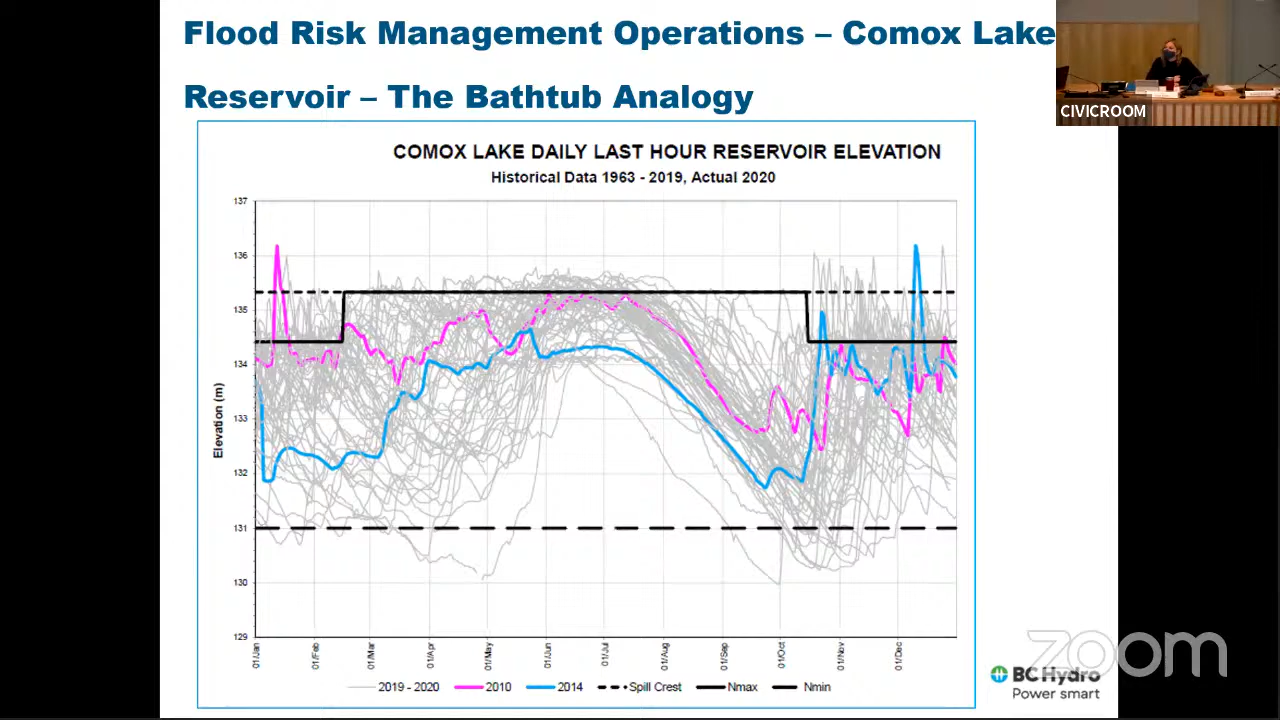 Flood Risk Management Operations – Comox Lake
Reservoir – The Bathtub Analogy
CIVICROOM
COMOX LAKE DAILY LAST HOUR RESERVOIR ELEVATION
Historical Data 1963 - 2019, Actual 2020
137
136
135
134
133
132
131
130
129
Elevation (m)
01/Jan
01/Feb
01/Mar
01/Apr
01/May
01/Jun
01/Jul
01/Aug
01/Sep
01/Oct
01/Nov
01/Dec
2019 - 2020
2010
2014
Spill Crest
Nmax
Nmin
zoom
BC Hydro
Power smart